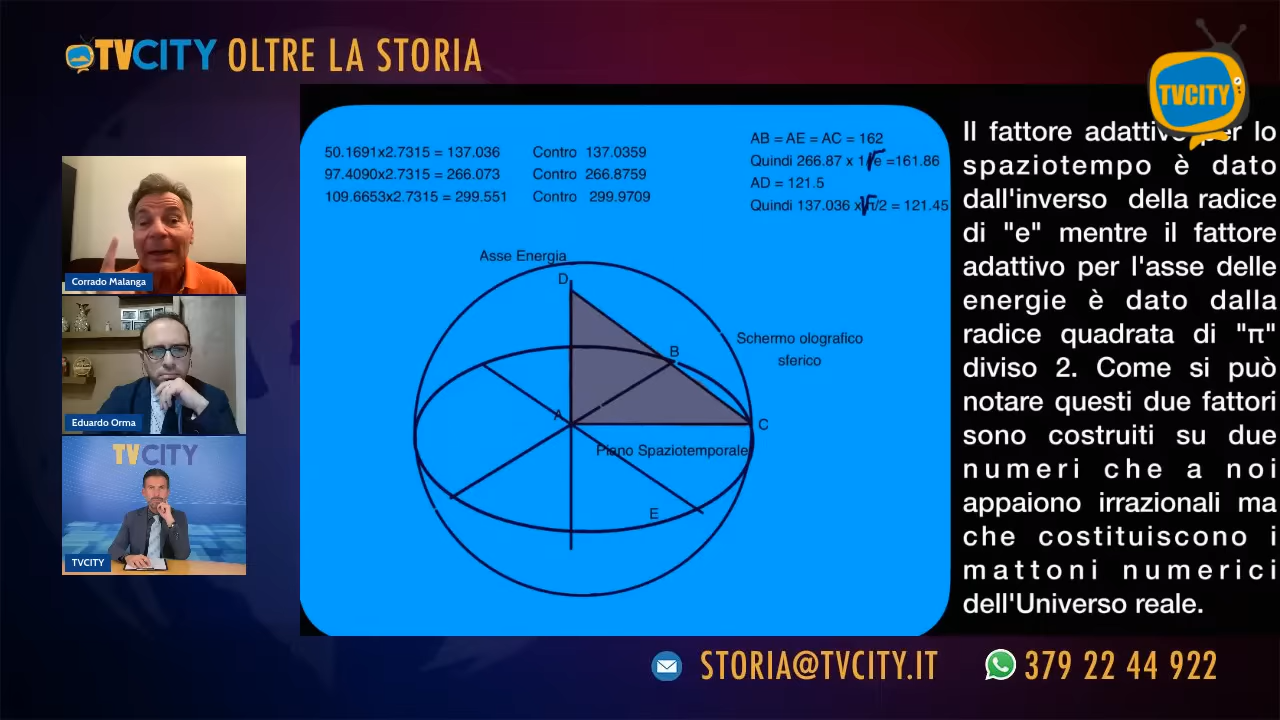 TVCITY OLTRE LA STORIA
TVCITY
50.1691x2.7315 = 137.036 Contro 137.0359
97.4090x2.7315 = 266.073 Contro 266.8759
109.6653x2.7315 = 299.551 Contro 299.9709
AB = AE = AC = 162
Quindi 266.87 x 1/√e =161.86
AD = 121.5
Quindi 137.036 x√π/2 = 121.45
Asse Energia
D
B
Schermo olografico
sferico
A
C
Piano Spaziotemporale
E
Il fattore adattivo per lo
spaziotempo è dato
dall'inverso della radice
di "e" mentre il fattore
adattivo per l'asse delle
energie è dato dalla
radice quadrata di "π"
diviso 2. Come si può
notare questi due fattori
sono costruiti su due
numeri che a noi
appaiono irrazionali ma
che costituiscono i
mattoni numerici
dell'Universo reale.
Corrado Malanga
Eduardo Orma
TVCITY
TVCITY
STORIA@TVCITY.IT 379 22 44 922